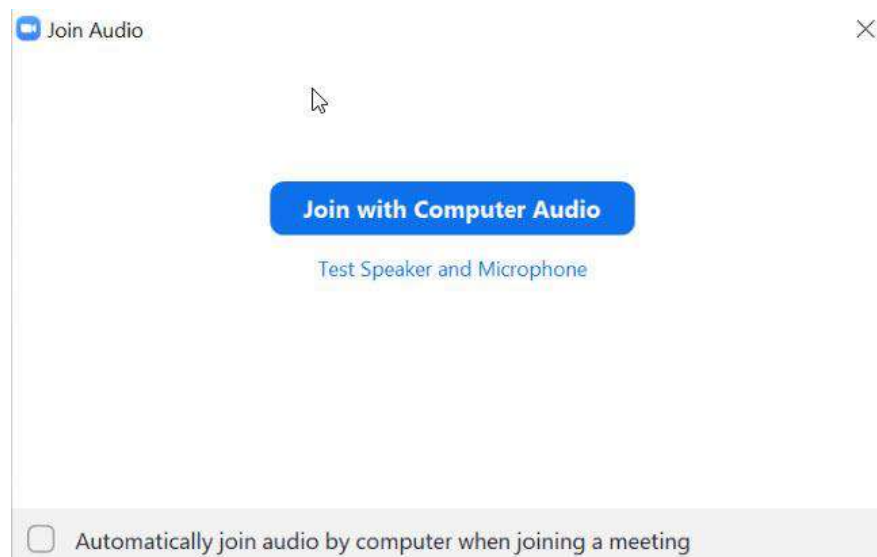 Join Audio
Join with Computer Audio
Test Speaker and Microphone
Automatically join audio by computer when joining a meeting